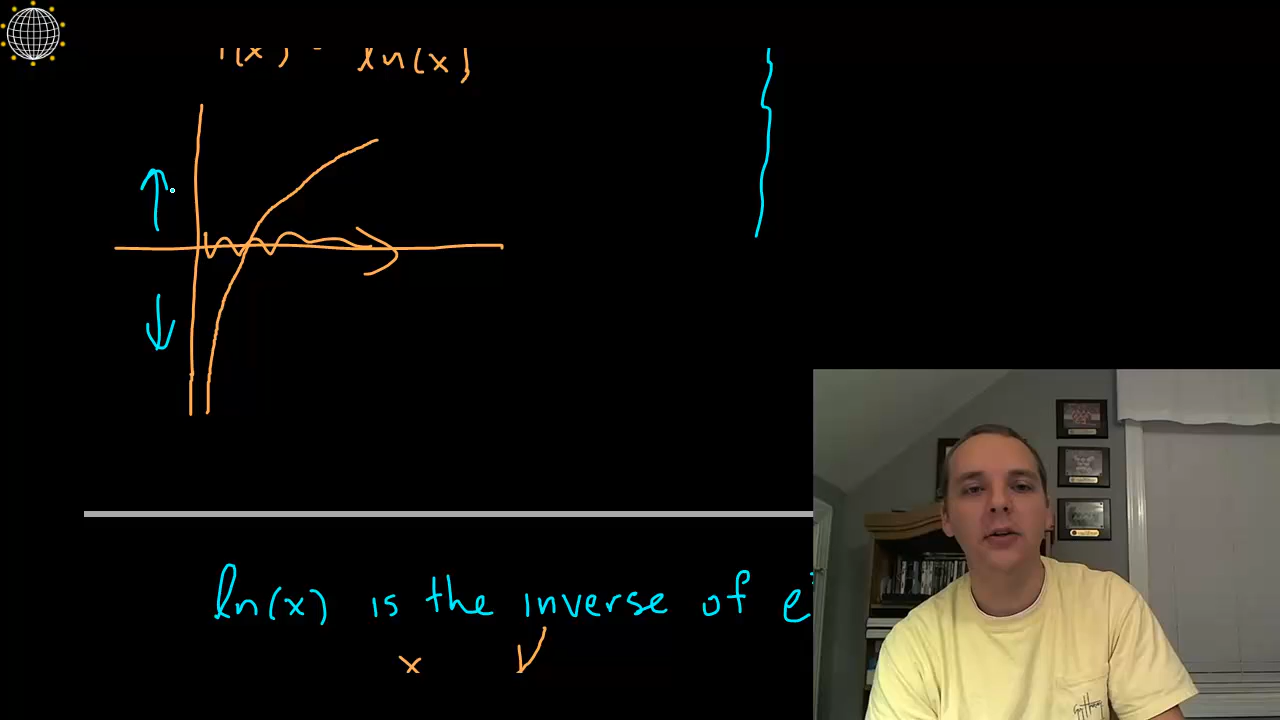 f(x) = ln(x)
ln(x) is the inverse of e
x y